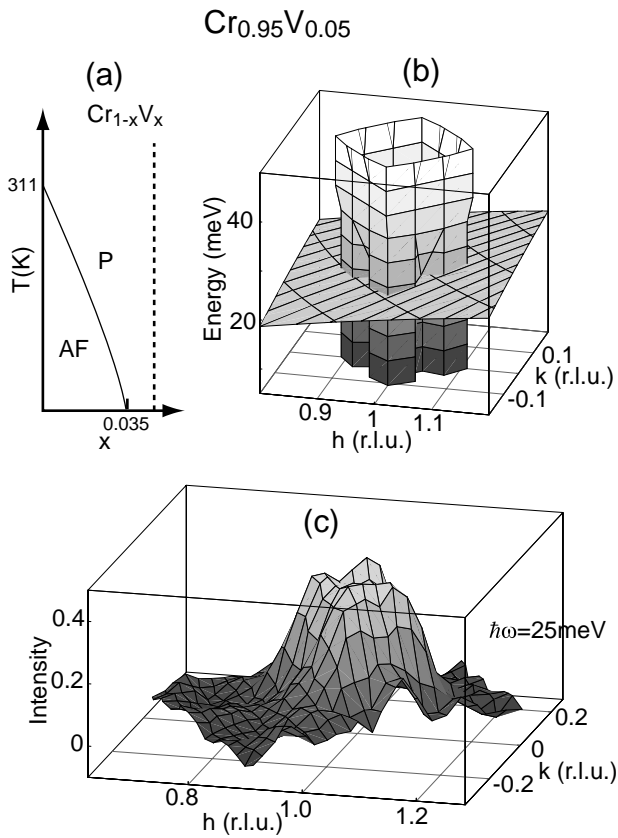 Cr0.95V0.05
(a)
Cr1-xVx
311
T(K)
P
AF
0.035
x
(b)
Energy (meV)
40
20
0.9
1
1.1
h (r.l.u.)
0.1
-0.1
k (r.l.u.)
(c)
ħω=25meV
Intensity
0.4
0.2
0
0.8
1.0
1.2
h (r.l.u.)
0.2
0
-0.2
k (r.l.u.)